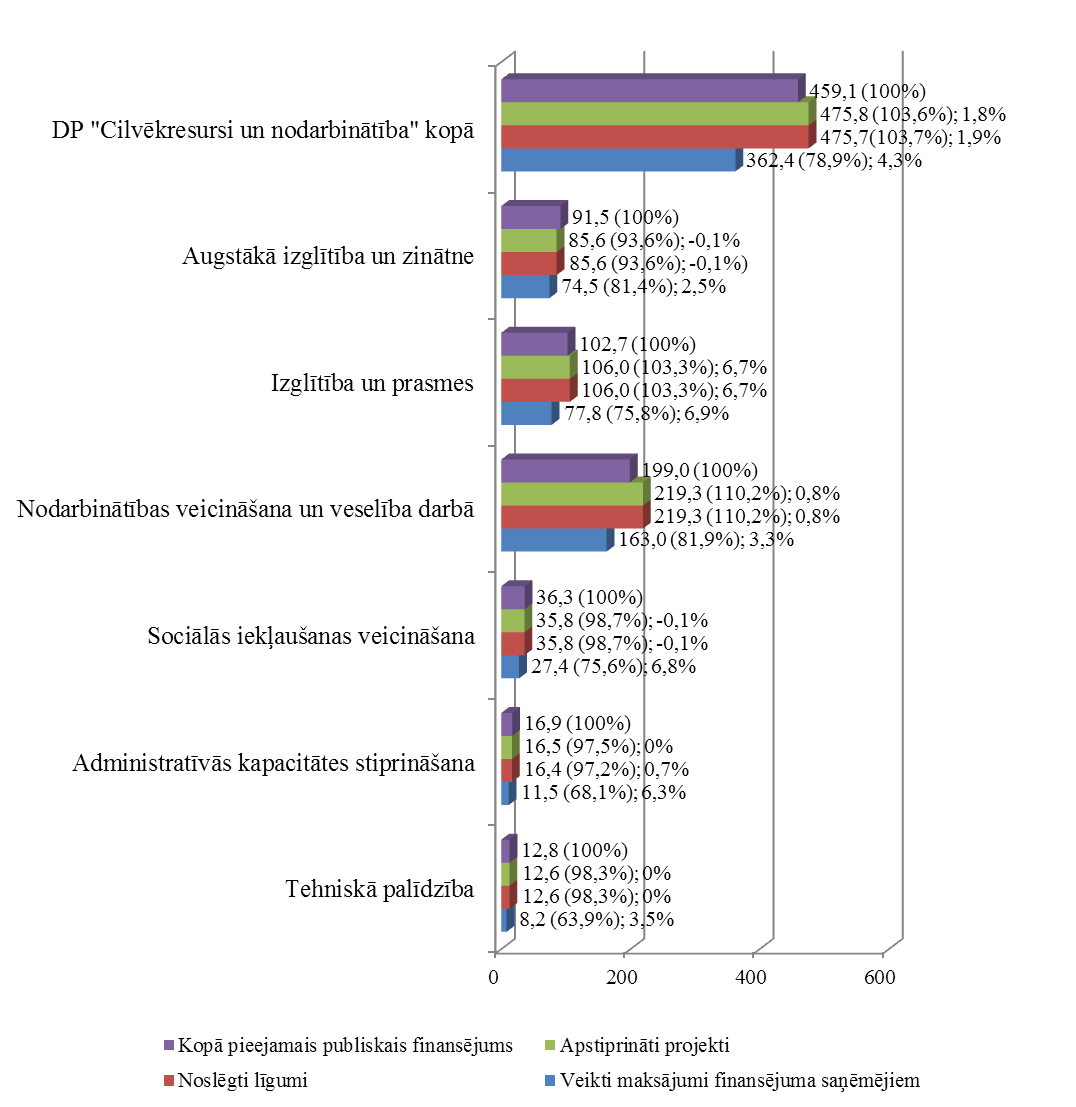 DP "Cilvēkresursi un nodarbinātība" kopā
459,1 (100%)
475,8 (103,6%); 1,8%
475,7(103,7%); 1,9%
362,4 (78,9%); 4,3%
Augstākā izglītība un zinātne
91,5 (100%)
85,6 (93,6%); -0,1%
85,6 (93,6%); -0,1%)
74,5 (81,4%); 2,5%
Izglītība un prasmes
102,7 (100%)
106,0 (103,3%); 6,7%
106,0 (103,3%); 6,7%
77,8 (75,8%); 6,9%
Nodarbinātības veicināšana un veselība darbā
199,0 (100%)
219,3 (110,2%); 0,8%
219,3 (110,2%); 0,8%
163,0 (81,9%); 3,3%
Sociālās iekļaušanas veicināšana
36,3 (100%)
35,8 (98,7%); -0,1%
35,8 (98,7%); -0,1%
27,4 (75,6%); 6,8%
Administratīvās kapacitātes stiprināšana
16,9 (100%)
16,5 (97,5%); 0%
16,4 (97,2%); 0,7%
11,5 (68,1%); 6,3%
Tehniskā palīdzība
12,8 (100%)
12,6 (98,3%); 0%
12,6 (98,3%); 0%
8,2 (63,9%); 3,5%
0 200 400 600
Kopā pieejamais publiskais finansējums Apstiprināti projekti
Noslēgti līgumi Veikti maksājumi finansējuma saņēmējiem